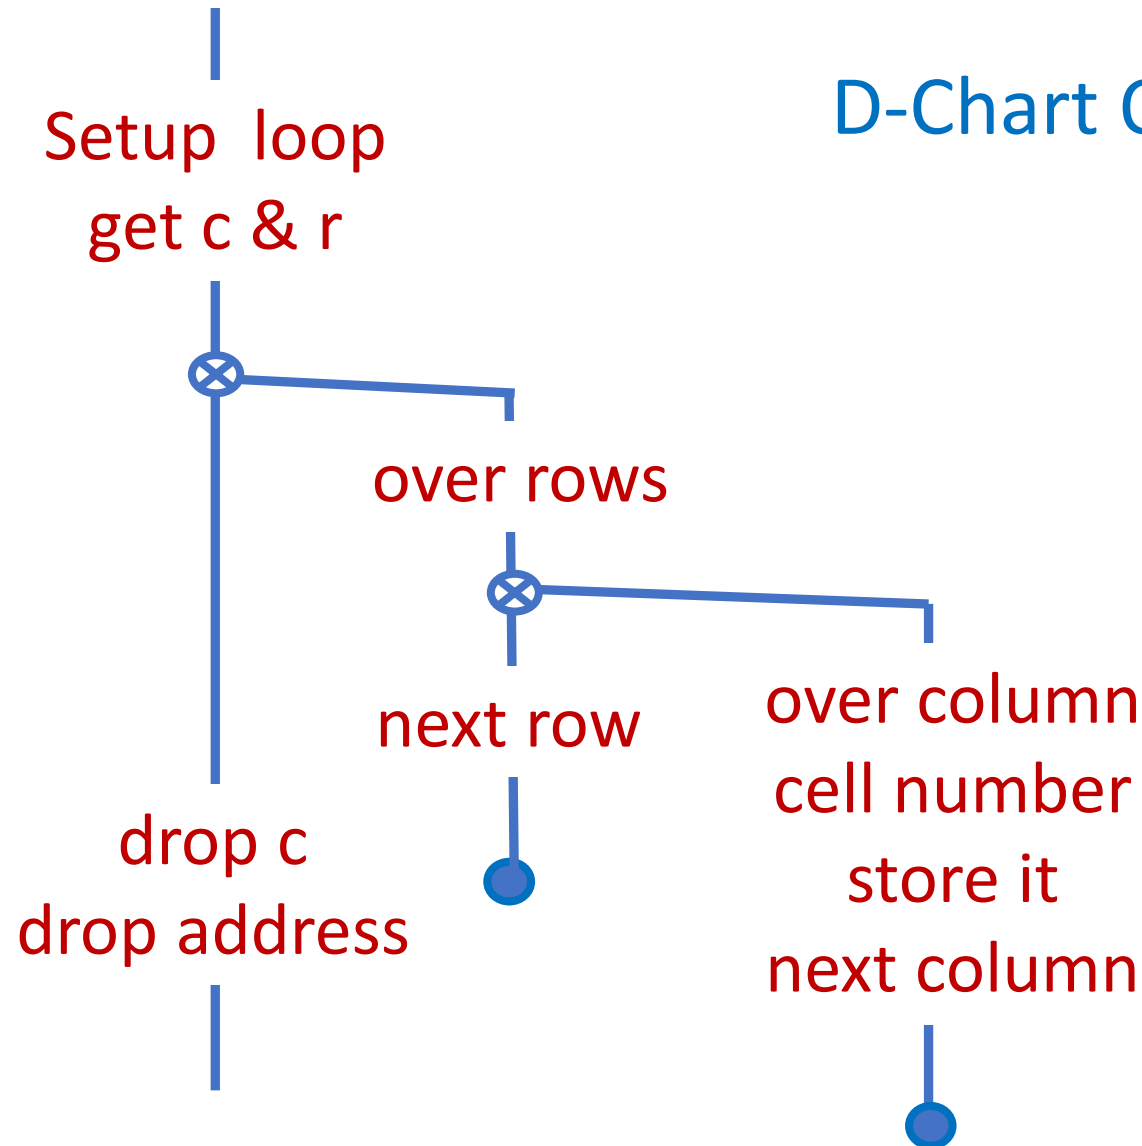 D-Chart
Setup loop
get c & r
over rows
next row
over column
cell number
store it
next column
drop c
drop address